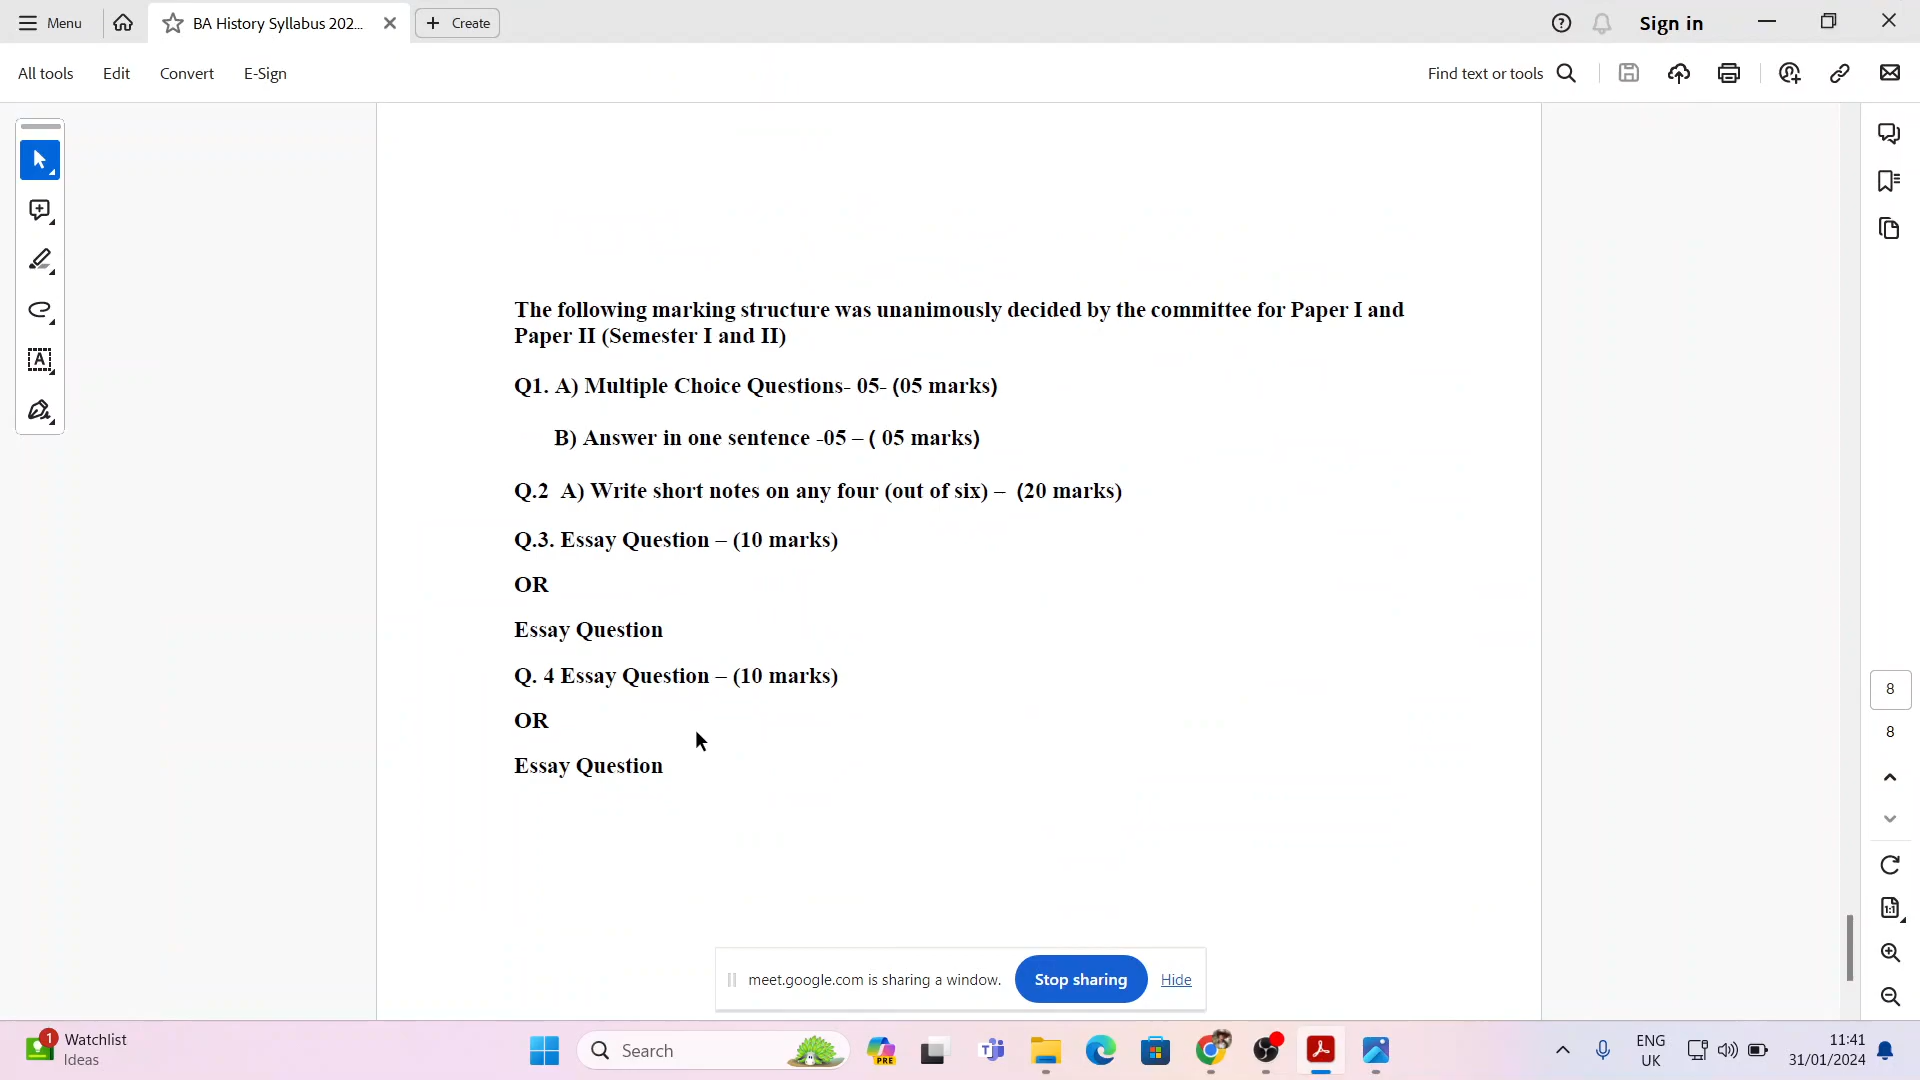 Menu
BA History Syllabus 202...
Create
Sign in
All tools
Edit
Convert
E-Sign
Find text or tools
The following marking structure was unanimously decided by the committee for Paper I and
Paper II (Semester I and II)
Q1. A) Multiple Choice Questions- 05- (05 marks)
B) Answer in one sentence -05 – ( 05 marks)
Q.2 A) Write short notes on any four (out of six) – (20 marks)
Q.3. Essay Question – (10 marks)
OR
Essay Question
Q. 4 Essay Question – (10 marks)
OR
Essay Question
8
8
meet.google.com is sharing a window.
Stop sharing
Hide
1
Watchlist
Ideas
Search
PRE
ENG
UK
11:41
31/01/2024